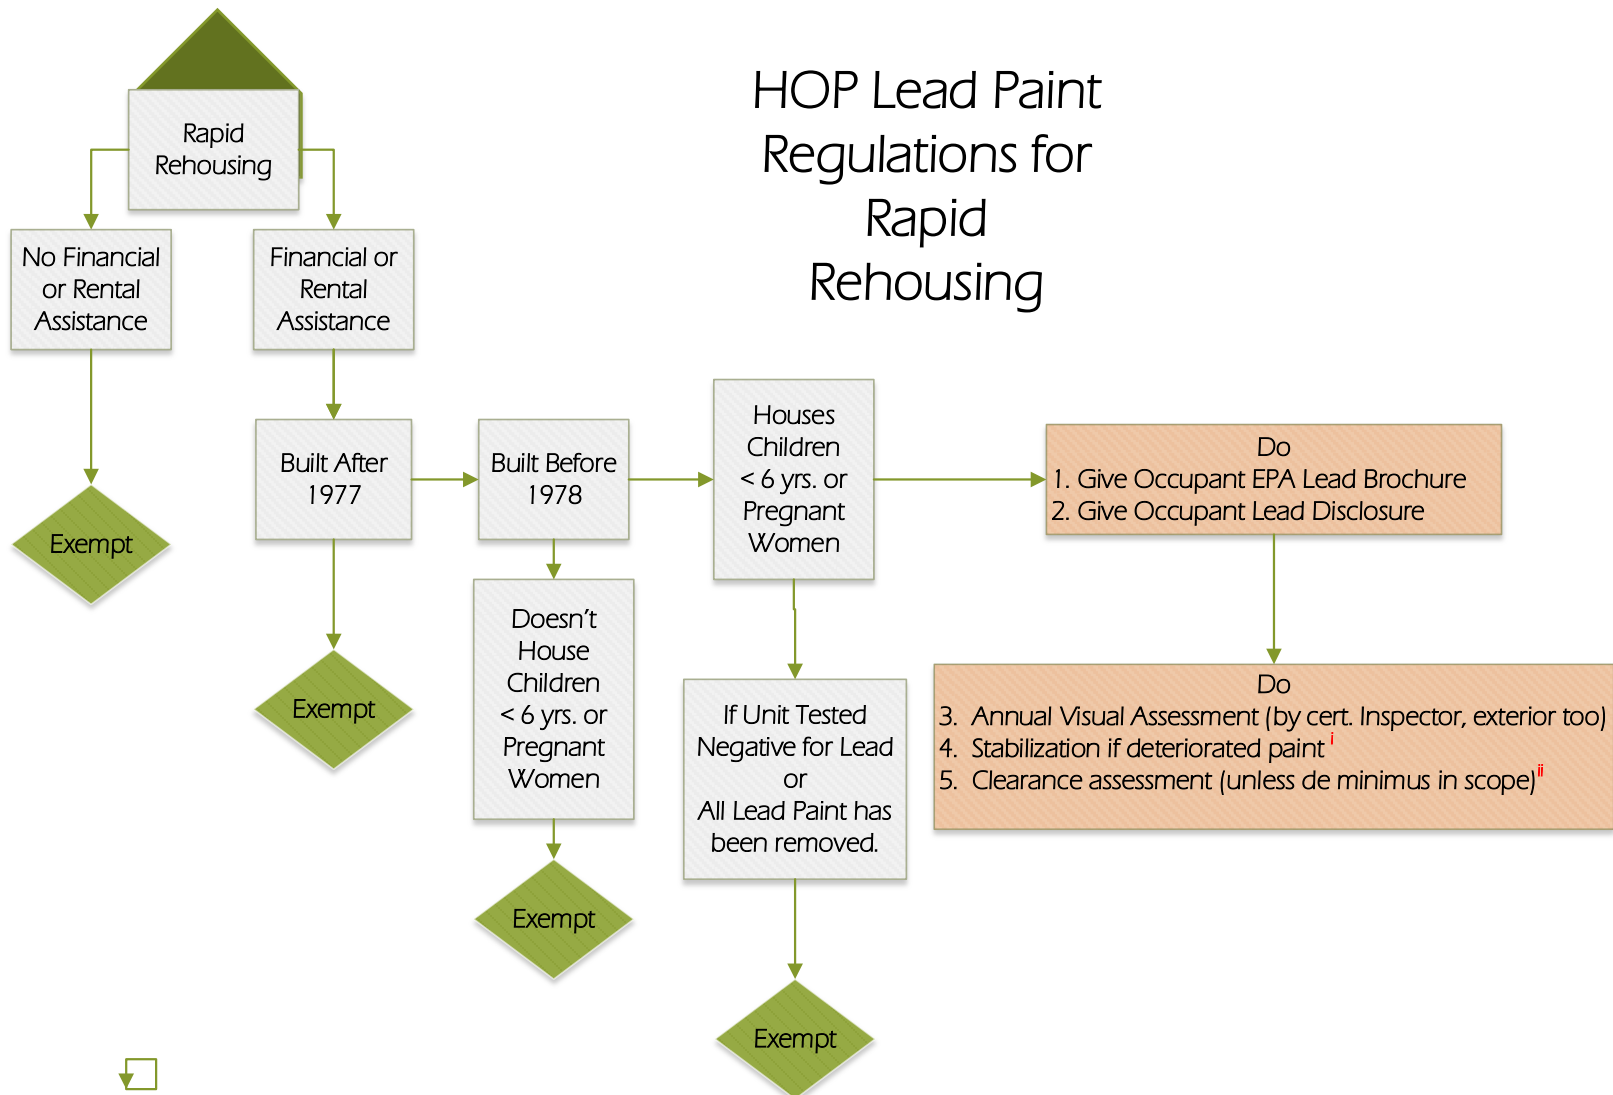 HOP Lead Paint
Regulations for
Rapid
Rehousing
Rapid
Rehousing
No Financial
or Rental
Assistance
Financial or
Rental
Assistance
Exempt
Built After
1977
Exempt
Built Before
1978
Doesn't
House
Children
< 6 yrs. or
Pregnant
Women
Exempt
Houses
Children
< 6 yrs. or
Pregnant
Women
If Unit Tested
Negative for Lead
or
All Lead Paint has
been removed.
Exempt
Do
1. Give Occupant EPA Lead Brochure
2. Give Occupant Lead Disclosure
Do
3. Annual Visual Assessment (by cert. Inspector, exterior too)
4. Stabilization if deteriorated paint i
5. Clearance assessment (unless de minimus in scope) ii